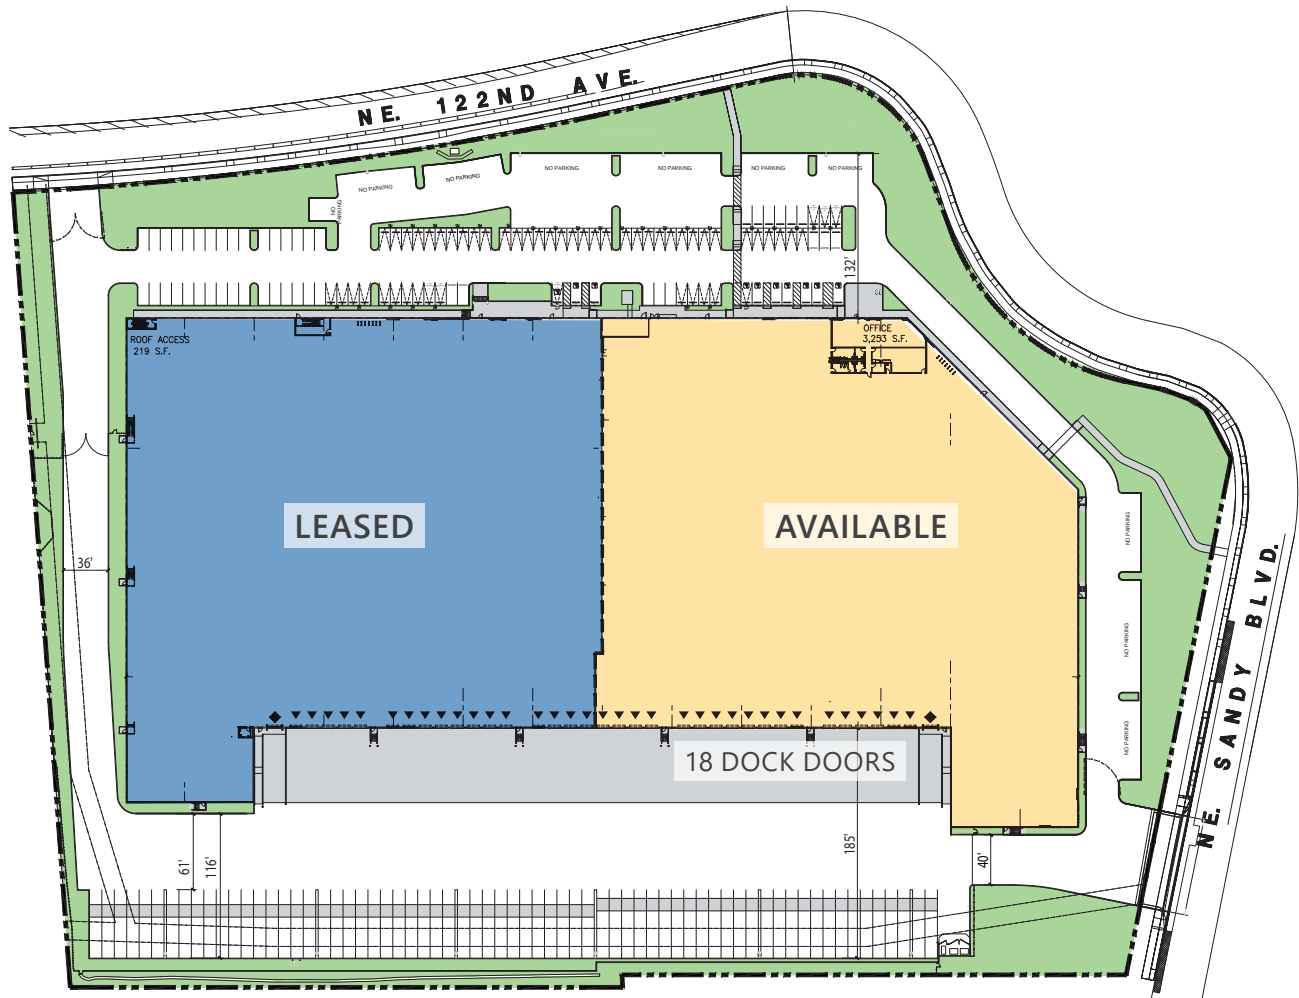 NE. 122ND AVE.
NO PARKING
NO PARKING
NO PARKING
NO PARKING
NO PARKING
NO PARKING
NO
PARKING
132'
ROOF ACCESS
219 S.F.
OFFICE
3,253 S.F.
LEASED
AVAILABLE
36'
NO PARKING
NO PARKING
NO PARKING
NE. SANDY BLVD.
18 DOCK DOORS
61'
116'
185'
40'